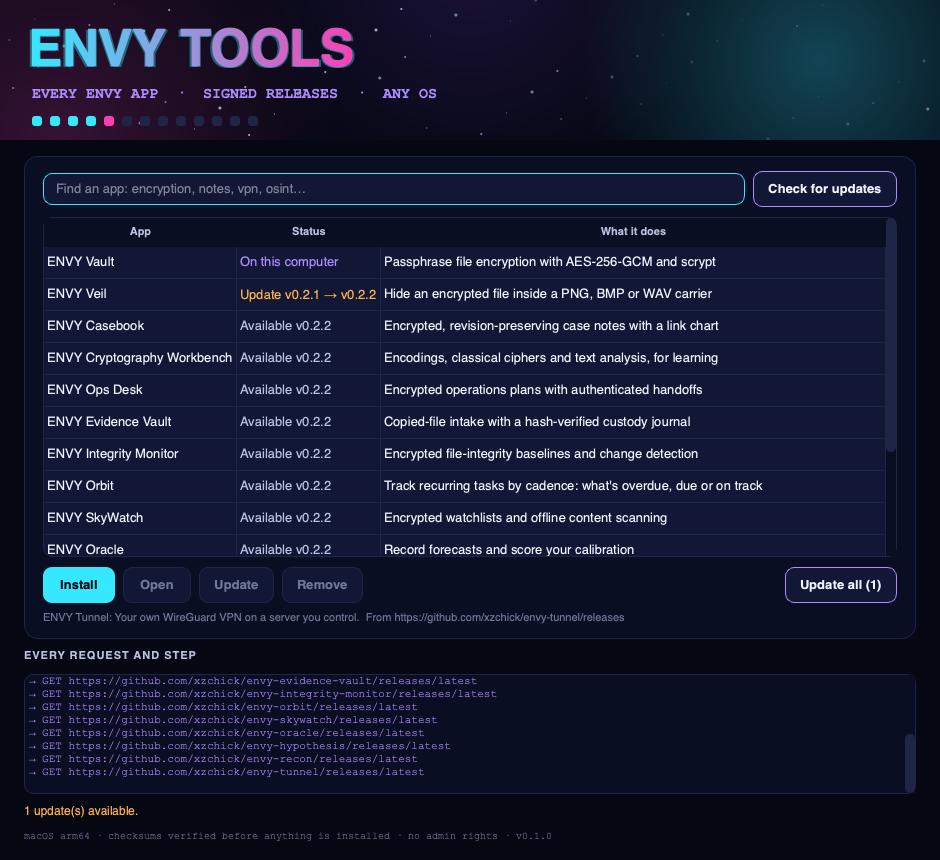 ENVY TOOLS
EVERY ENVY APP · SIGNED RELEASES · ANY OS
Find an app: encryption, notes, vpn, osint…
Check for updates
App Status What it does
ENVY Vault On this computer Passphrase file encryption with AES-256-GCM and scrypt
ENVY Veil Update v0.2.1 → v0.2.2 Hide an encrypted file inside a PNG, BMP or WAV carrier
ENVY Casebook Available v0.2.2 Encrypted, revision-preserving case notes with a link chart
ENVY Cryptography Workbench Available v0.2.2 Encodings, classical ciphers and text analysis, for learning
ENVY Ops Desk Available v0.2.2 Encrypted operations plans with authenticated handoffs
ENVY Evidence Vault Available v0.2.2 Copied-file intake with a hash-verified custody journal
ENVY Integrity Monitor Available v0.2.2 Encrypted file-integrity baselines and change detection
ENVY Orbit Available v0.2.2 Track recurring tasks by cadence: what's overdue, due or on track
ENVY SkyWatch Available v0.2.2 Encrypted watchlists and offline content scanning
ENVY Oracle Available v0.2.2 Record forecasts and score your calibration
Install Open Update Remove Update all (1)
ENVY Tunnel: Your own WireGuard VPN on a server you control. From https://github.com/xzchick/envy-tunnel/releases
EVERY REQUEST AND STEP
→ GET https://github.com/xzchick/envy-evidence-vault/releases/latest
→ GET https://github.com/xzchick/envy-integrity-monitor/releases/latest
→ GET https://github.com/xzchick/envy-orbit/releases/latest
→ GET https://github.com/xzchick/envy-skywatch/releases/latest
→ GET https://github.com/xzchick/envy-oracle/releases/latest
→ GET https://github.com/xzchick/envy-hypothesis/releases/latest
→ GET https://github.com/xzchick/envy-recon/releases/latest
→ GET https://github.com/xzchick/envy-tunnel/releases/latest
1 update(s) available.
macOS arm64 · checksums verified before anything is installed · no admin rights · v0.1.0